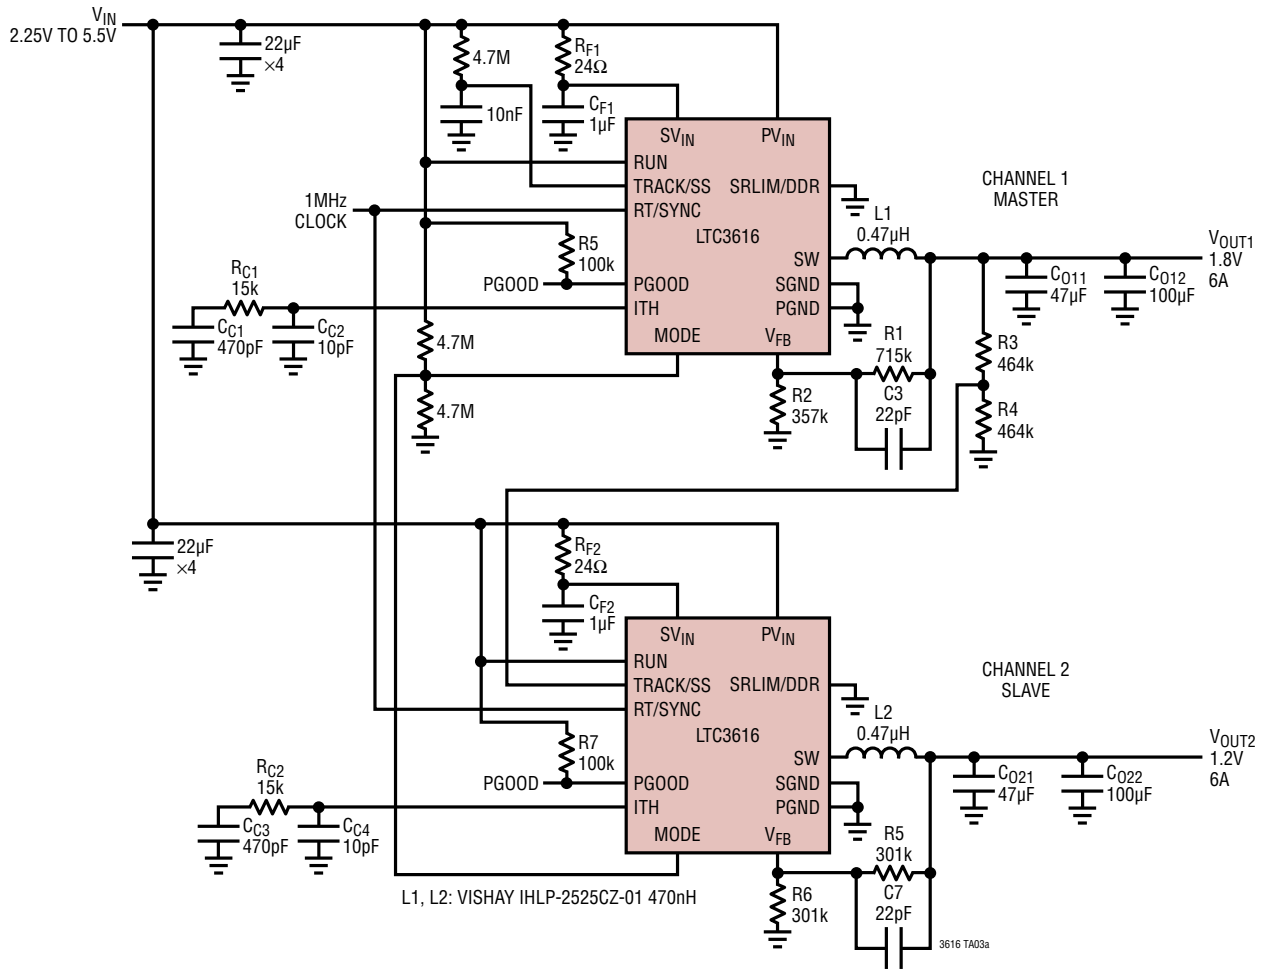 VIN
2.25V TO 5.5V
22µF
×4
4.7M
RF1
24Ω
10nF
CF1
1µF
SVIN
PVIN
RUN
TRACK/SS
SRLIM/DDR
1MHz
CLOCK
RT/SYNC
LTC3616
CHANNEL 1
MASTER
L1
0.47µH
R5
100k
SW
VOUT1
1.8V
6A
PGOOD
PGOOD
SGND
RC1
15k
ITH
PGND
CO11
47µF
CO12
100µF
CC1
470pF
CC2
10pF
4.7M
MODE
VFB
R1
715k
R3
464k
4.7M
R2
357k
C3
22pF
R4
464k
22µF
×4
RF2
24Ω
CF2
1µF
SVIN
PVIN
RUN
TRACK/SS
SRLIM/DDR
RT/SYNC
LTC3616
CHANNEL 2
SLAVE
L2
0.47µH
R7
100k
SW
VOUT2
1.2V
6A
PGOOD
PGOOD
SGND
RC2
15k
ITH
PGND
CO21
47µF
CO22
100µF
CC3
470pF
CC4
10pF
MODE
VFB
R5
301k
L1, L2: VISHAY IHLP-2525CZ-01 470nH
R6
301k
C7
22pF
3616 TA03a